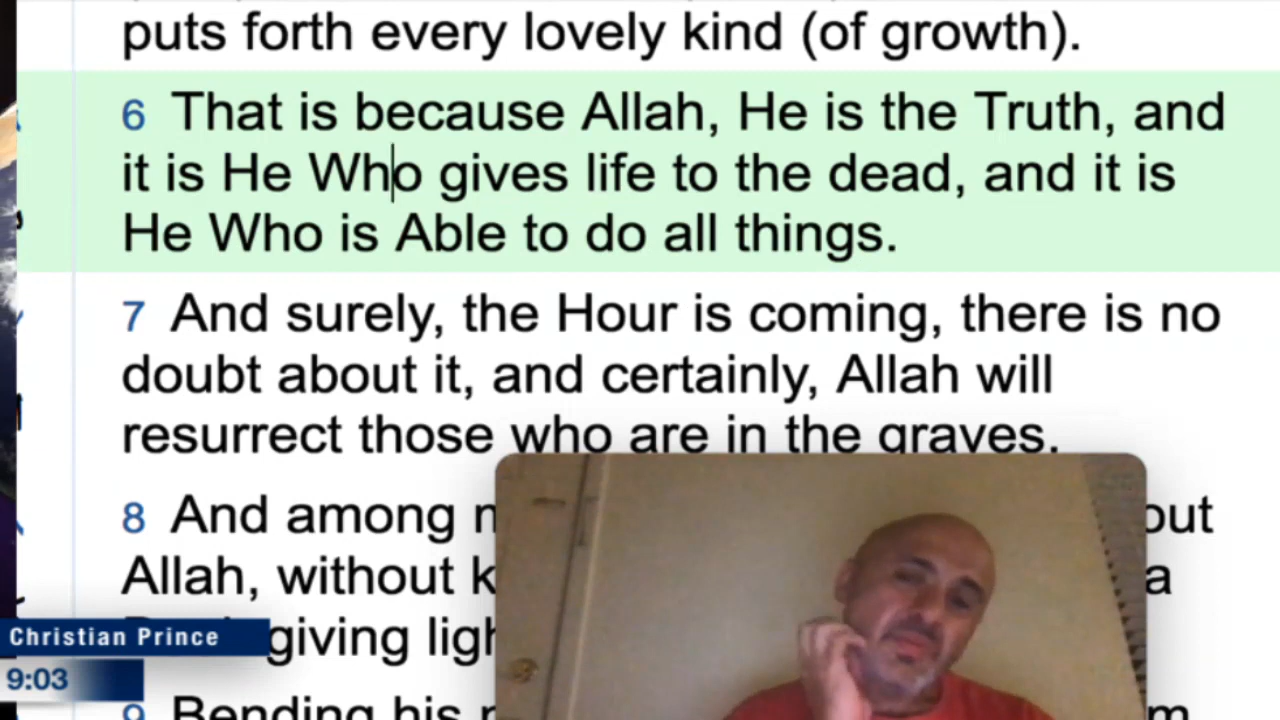 puts forth every lovely kind (of growth).
6 That is because Allah, He is the Truth, and
it is He Who gives life to the dead, and it is
He Who is Able to do all things.
7 And surely, the Hour is coming, there is no
doubt about it, and certainly, Allah will
resurrect those who are in the graves.
8 And among
Allah, without a
giving
9 Bending his
Christian Prince
9:03